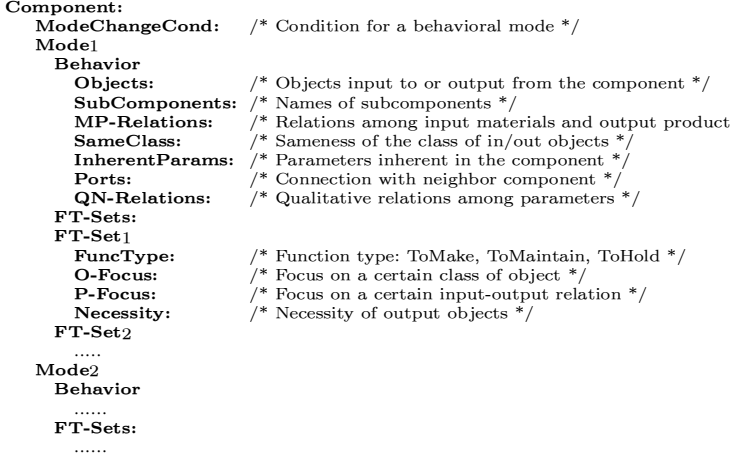 Component:
ModeChangeCond: /* Condition for a behavioral mode */
Mode1
Behavior
Objects: /* Objects input to or output from the component */
SubComponents: /* Names of subcomponents */
MP-Relations: /* Relations among input materials and output product
SameClass: /* Sameness of the class of in/out objects */
InherentParams: /* Parameters inherent in the component */
Ports: /* Connection with neighbor component */
QN-Relations: /* Qualitative relations among parameters */
FT-Sets:
FT-Set1
FuncType: /* Function type: ToMake, ToMaintain, ToHold */
O-Focus: /* Focus on a certain class of object */
P-Focus: /* Focus on a certain input-output relation */
Necessity: /* Necessity of output objects */
FT-Set2
.....
Mode2
Behavior
......
FT-Sets:
......